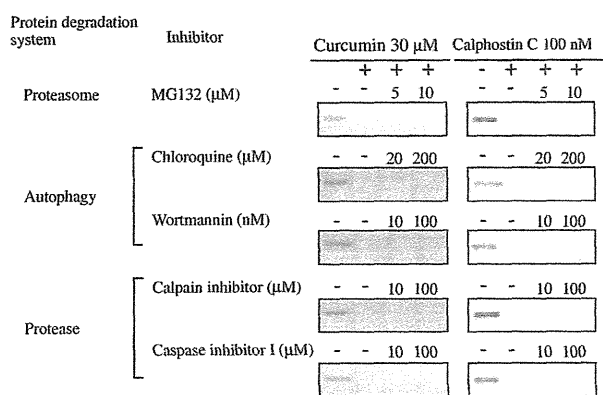 Protein degradation system
Inhibitor
Curcumin 30 µM
Calphostin C 100 nM
+ + +
- + + +
Proteasome
MG132 (µM)
- - 5 10
- - 5 10
Chloroquine (µM)
- - 20 200
- - 20 200
Autophagy
Wortmannin (nM)
- - 10 100
- - 10 100
Calpain inhibitor (µM)
- - 10 100
- - 10 100
Protease
Caspase inhibitor I (µM)
- - 10 100
- - 10 100